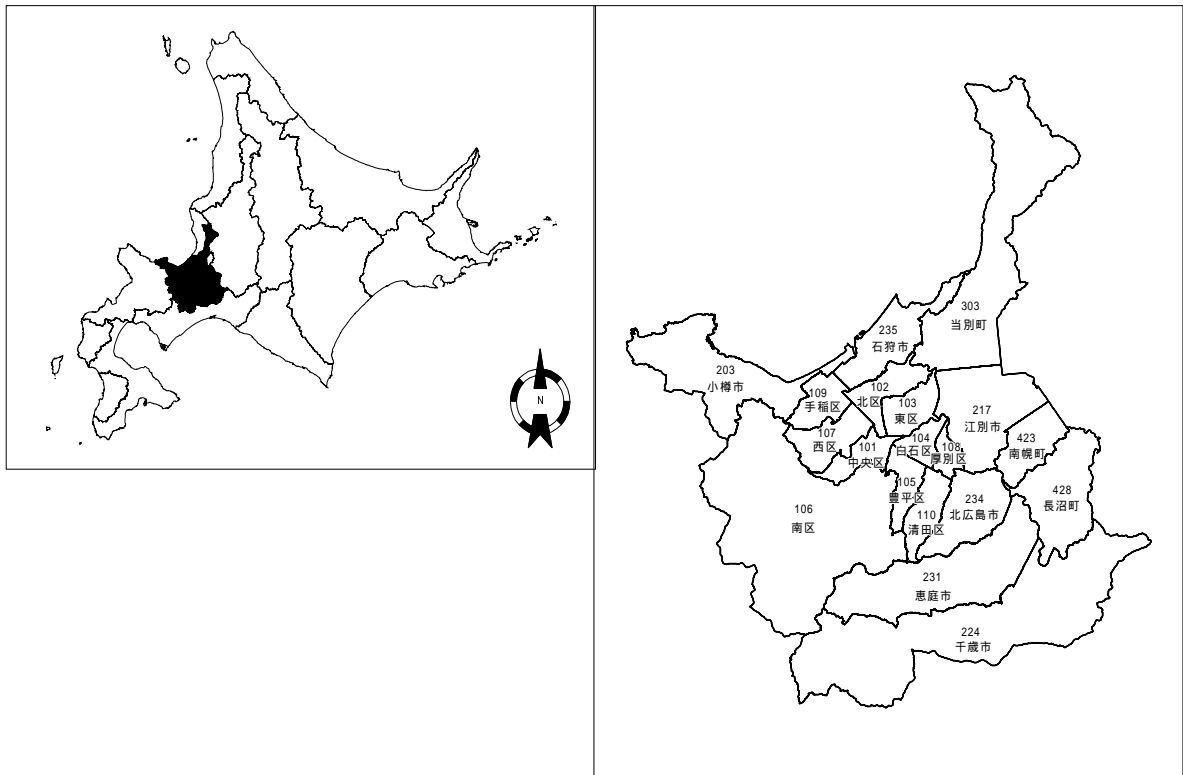 N
303
当別町
235
石狩市
203
小樽市
109
手稲区
102
北区
103
東区
217
江別市
107
西区
101
中央区
104
白石区
108
厚別区
423
南幌町
105
豊平区
110
清田区
234
北広島市
428
長沼町
106
南区
231
恵庭市
224
千歳市